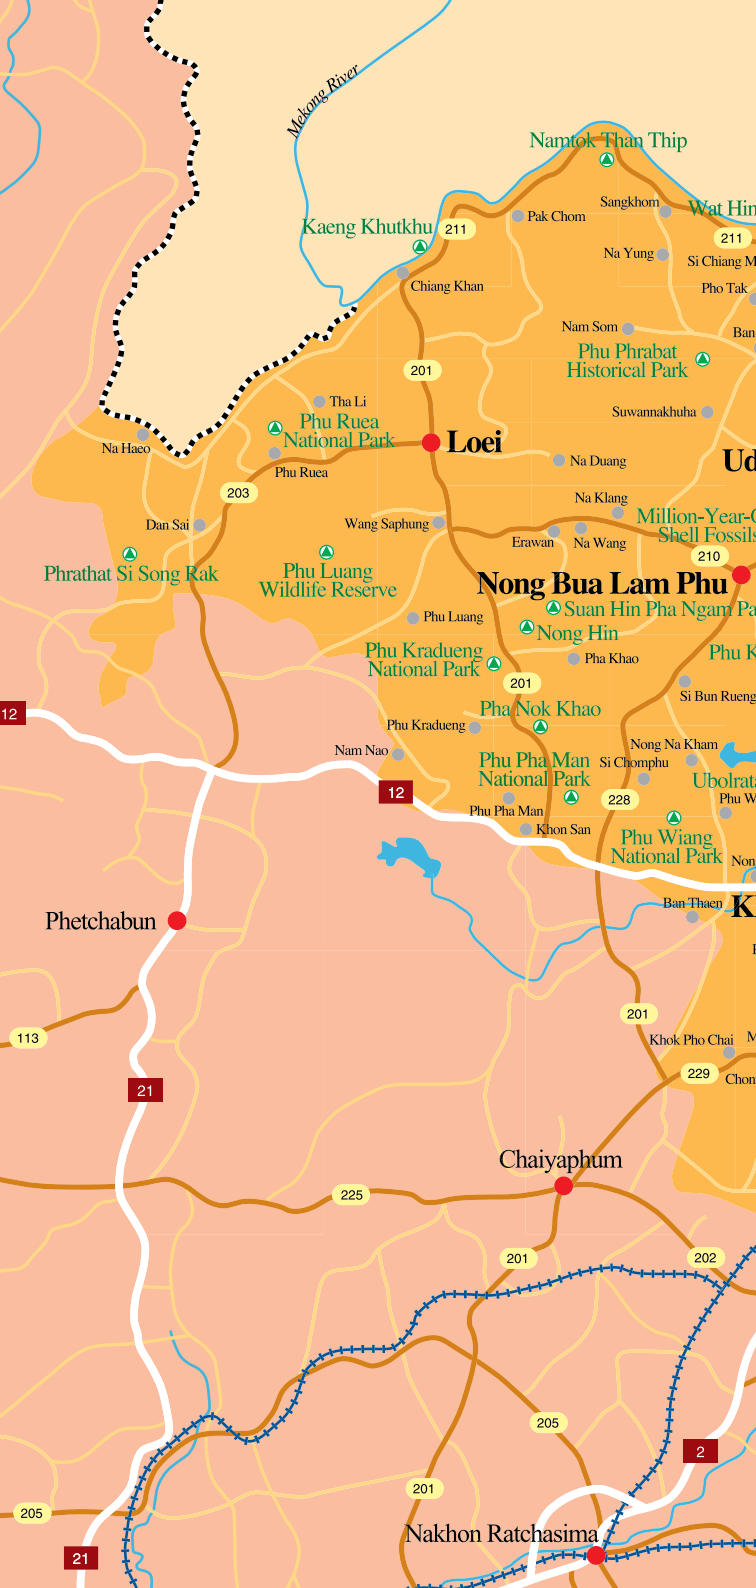 Mekong River
Namtok Than Thip
Sangkhom
Wat Hin
Pak Chom
Kaeng Khutkhu
211
211
Na Yung
Si Chiang M
Chiang Khan
Pho Tak
Nam Som
Ban
Phu Phrabat
Historical Park
201
Tha Li
Suwannakhuha
Phu Ruea
National Park
Loei
Na Haeo
Phu Ruea
Na Duang
Ud
203
Na Klang
Dan Sai
Wang Saphung
Million-Year-O
Shell Fossils
Erawan
Na Wang
210
Phrathat Si Song Rak
Phu Luang
Wildlife Reserve
Nong Bua Lam Phu
Suan Hin Pha Ngam Pa
Phu Luang
Nong Hin
Phu Kradueng
National Park
Pha Khao
Phu K
201
Si Bun Rueng
12
Pha Nok Khao
Phu Kradueng
Nam Nao
Nong Na Kham
Phu Pha Man
National Park
Si Chomphu
Ubolrata
12
228
Phu W
Phu Pha Man
Khon San
Phu Wiang
National Park
Non
Ban Thaen
K
Phetchabun
201
113
Khok Pho Chai
M
229
Chon
21
Chaiyaphum
225
201
202
205
2
201
205
Nakhon Ratchasima
21